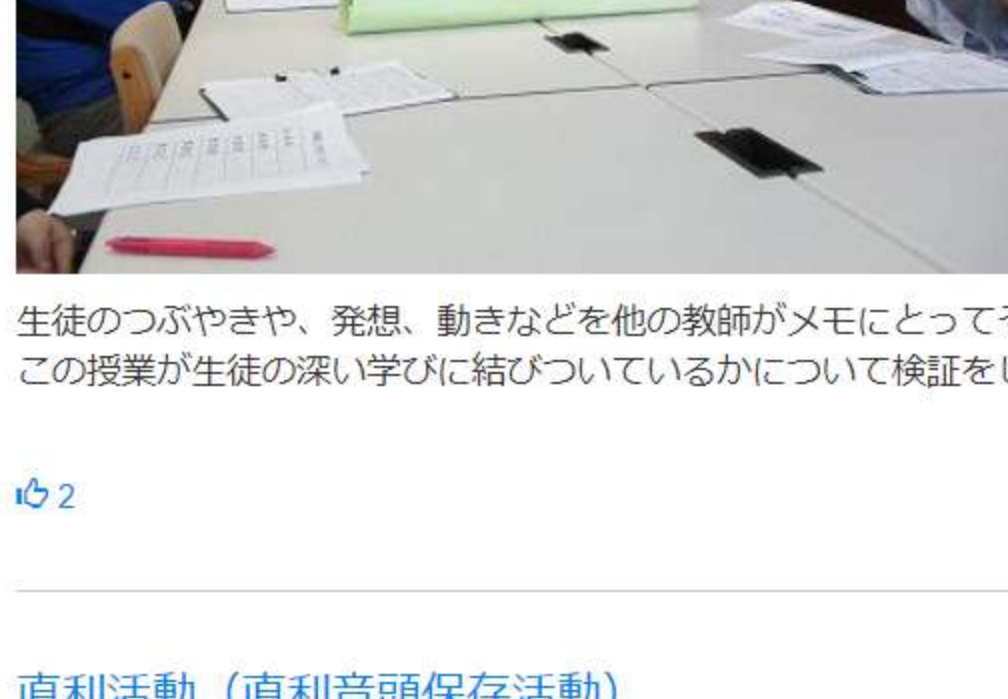 生徒のつぶやきや、発想、動きなどを他の教師がメモにとって
この授業が生徒の深い学びに結びついているかについて検証を
2
直利活動（直利音頭保存活動）